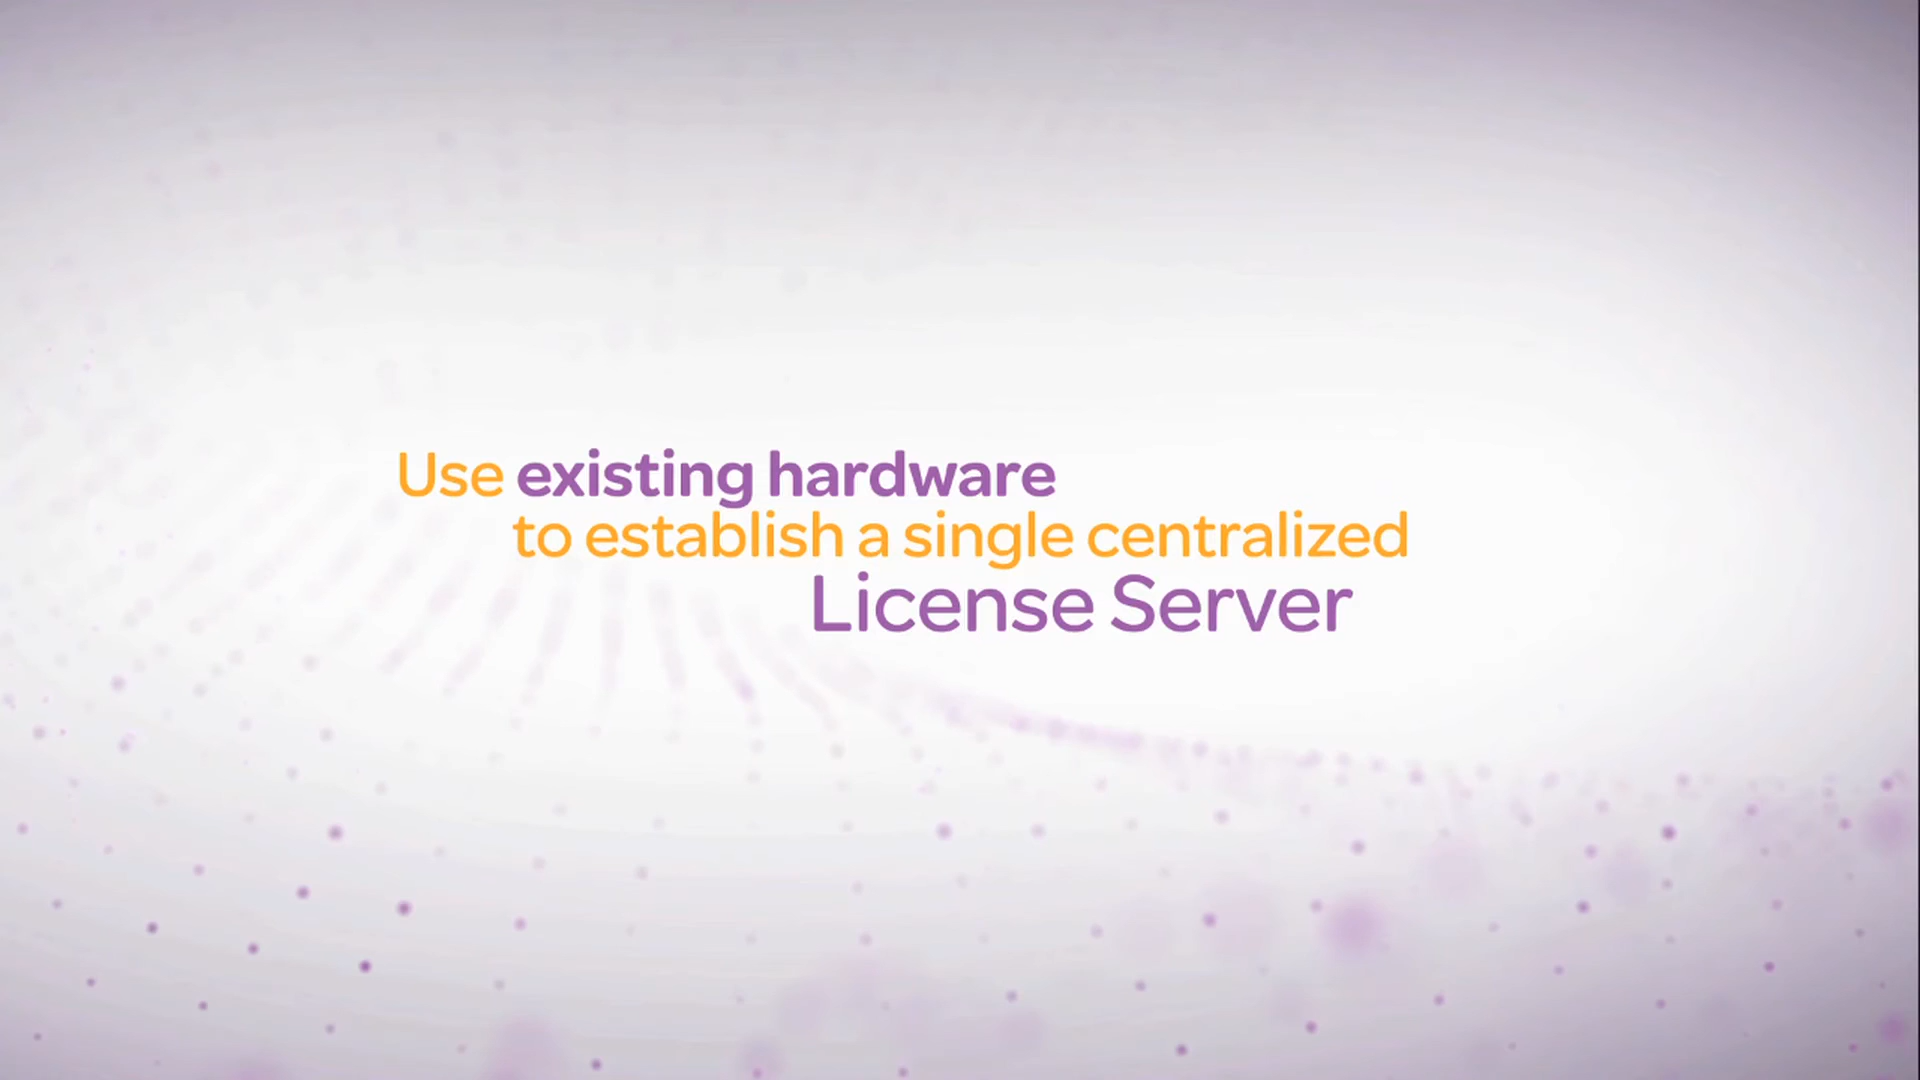 Use existing hardware
to establish a single centralized
License Server